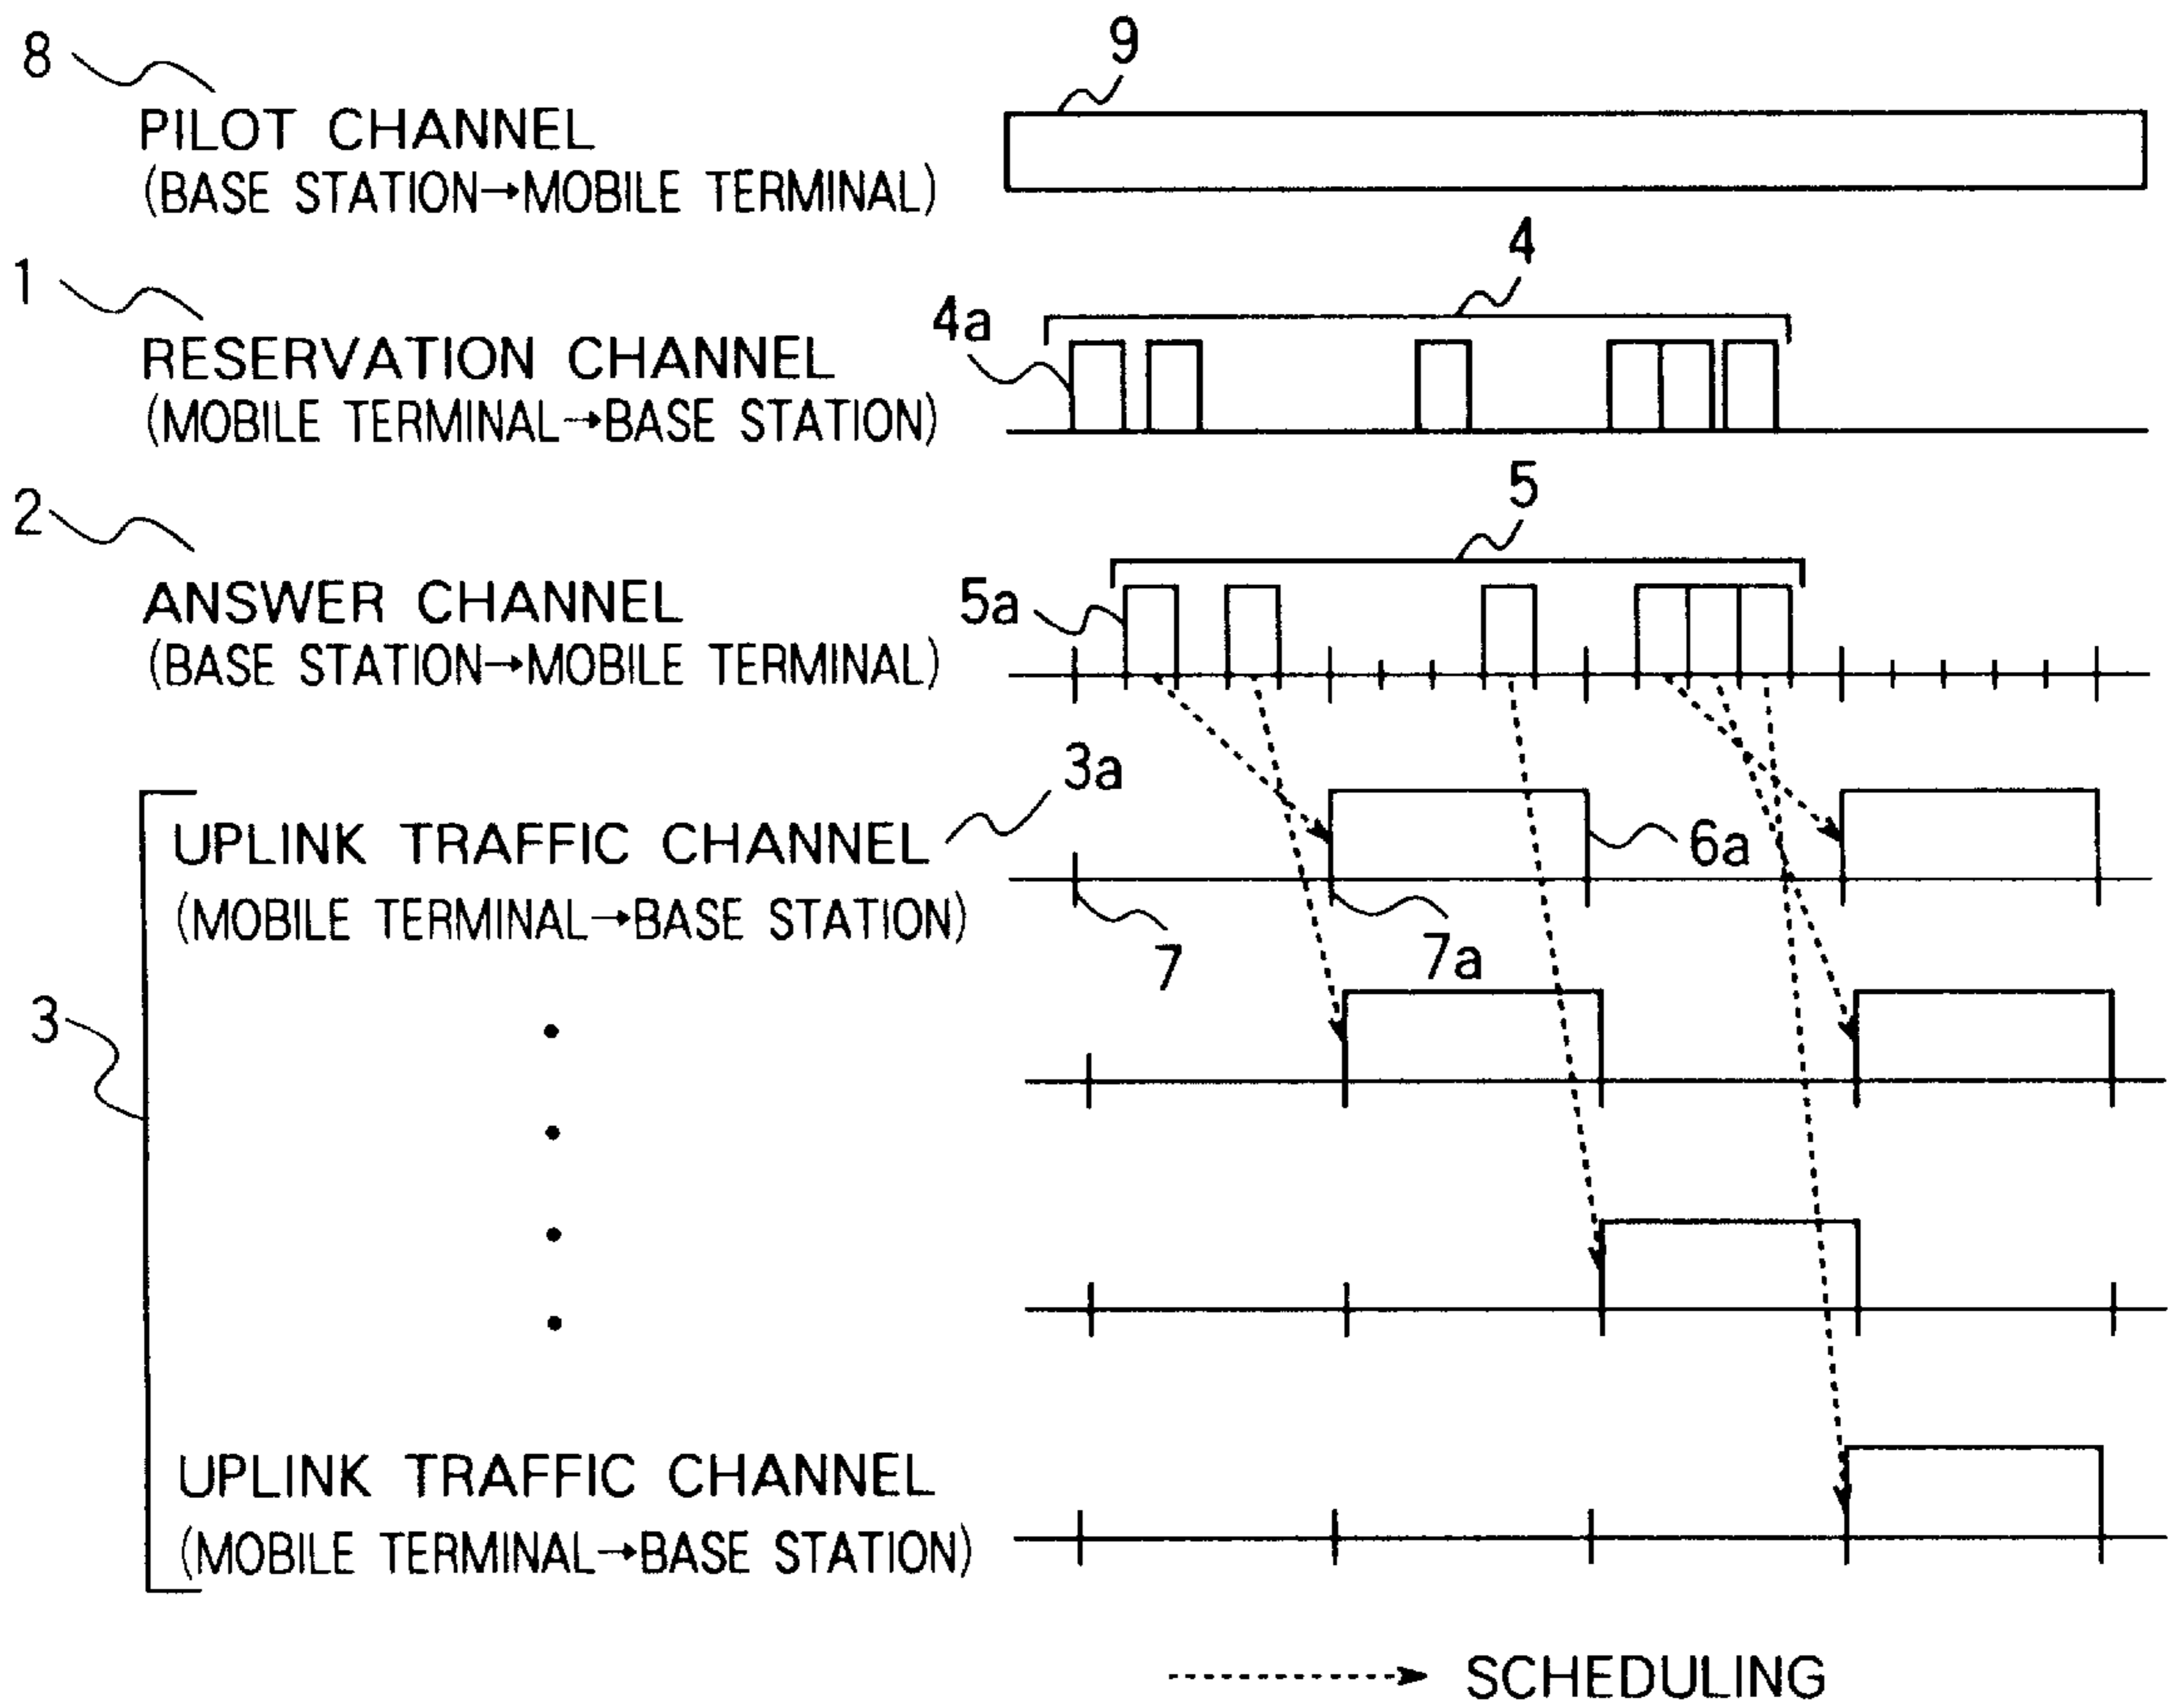 8
9
PILOT CHANNEL
(BASE STATION→MOBILE TERMINAL)
1
4
4a
RESERVATION CHANNEL
(MOBILE TERMINAL→BASE STATION)
2
5
5a
ANSWER CHANNEL
(BASE STATION→MOBILE TERMINAL)
3a
UPLINK TRAFFIC CHANNEL
6a
(MOBILE TERMINAL→BASE STATION)
7
7a
3
UPLINK TRAFFIC CHANNEL
(MOBILE TERMINAL→BASE STATION)
SCHEDULING